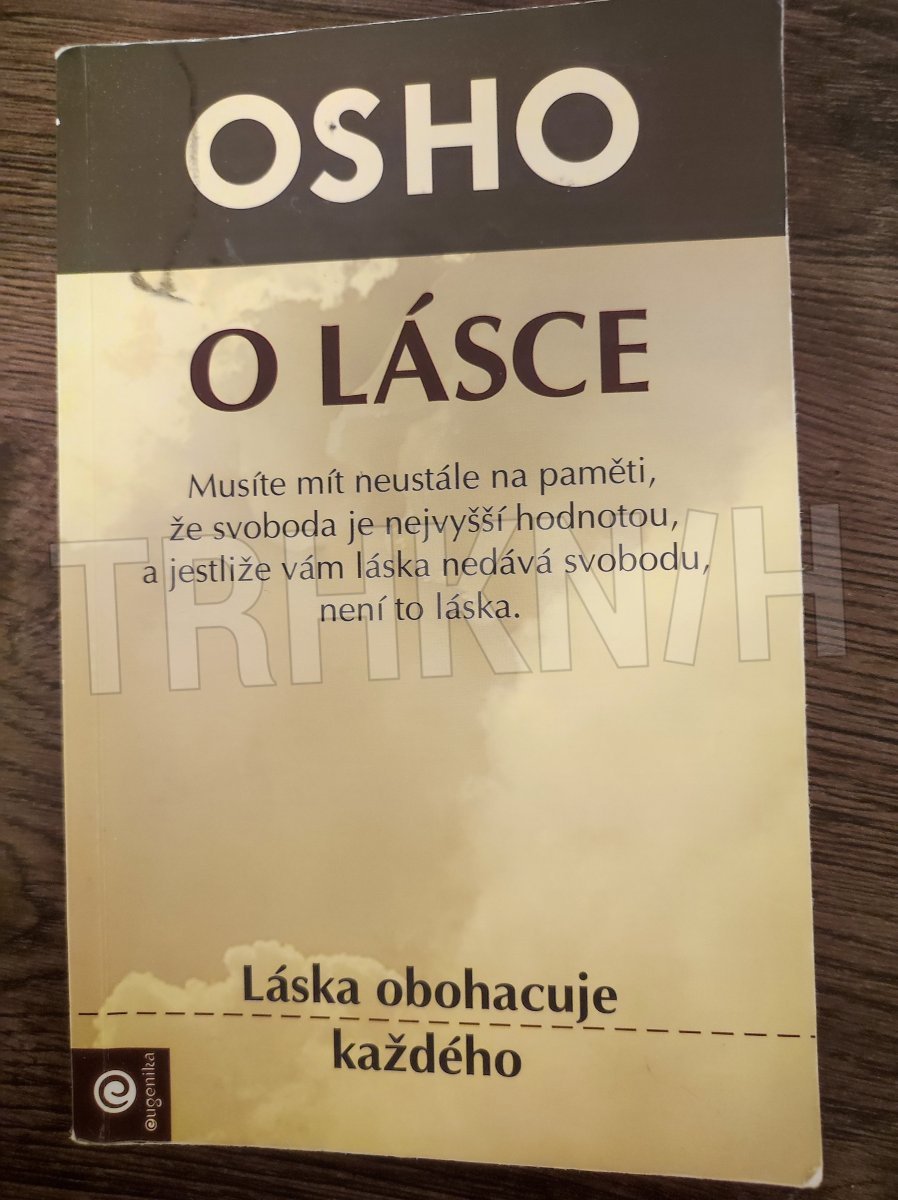 OSHO
O LÁSCE
Musíte mít neustále na paměti,
že svoboda je nejvyšší hodnotou,
a jestliže vám láska nedává svobodu,
není to láska.
TRHKNIH
Láska obohacuje
každého
eugenika